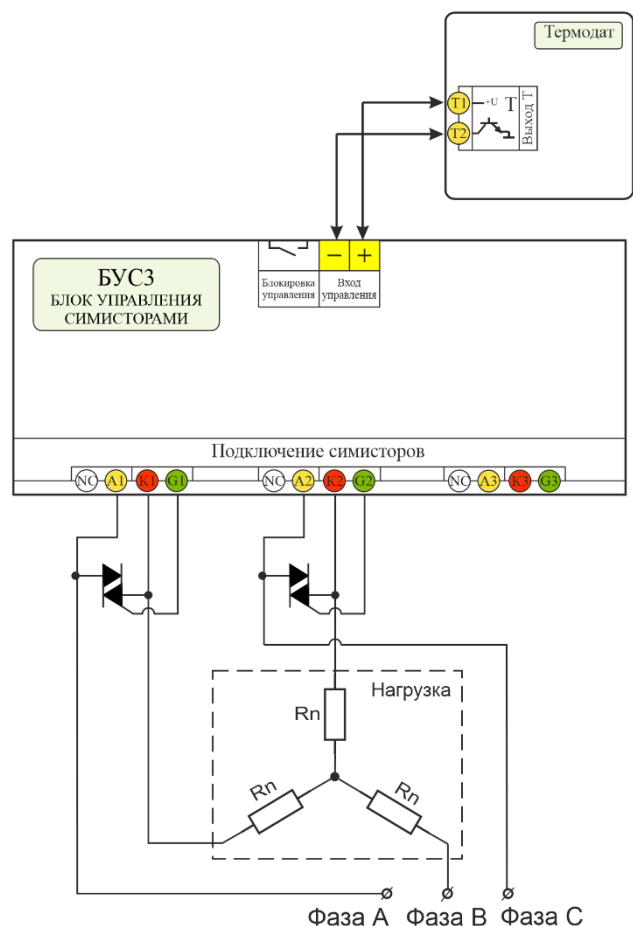 Термодат
T1
+U
T
Выход Т
T2
БУС3
БЛОК УПРАВЛЕНИЯ
СИМИСТОРАМИ
− +
Блокировка
управления
Вход
управления
Подключение симисторов
NC A1 K1 G1 NC A2 K2 G2 NC A3 K3 G3
Нагрузка
Rn
Rn
Rn
Фаза А Фаза В Фаза С